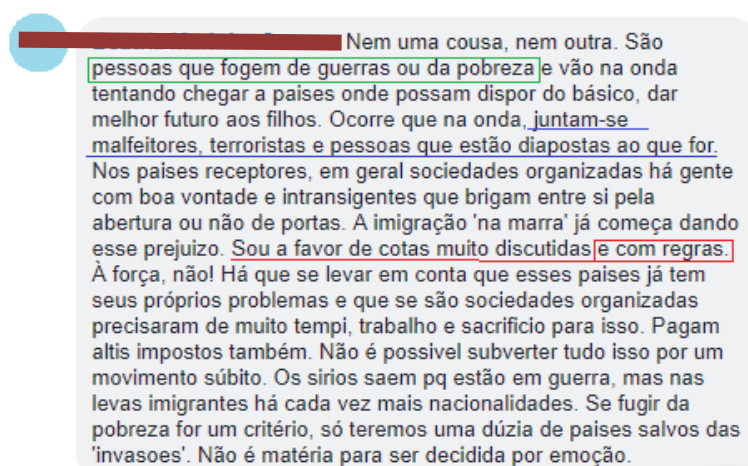 Nem uma cousa, nem outra. São
pessoas que fogem de guerras ou da pobreza e vão na onda
tentando chegar a paises onde possam dispor do básico, dar
melhor futuro aos filhos. Ocorre que na onda, juntam-se
malfeitores, terroristas e pessoas que estão diapostas ao que for.
Nos paises receptores, em geral sociedades organizadas há gente
com boa vontade e intransigentes que brigam entre si pela
abertura ou não de portas. A imigração 'na marra' já começa dando
esse prejuizo. Sou a favor de cotas muito discutidas e com regras.
À força, não! Há que se levar em conta que esses paises já tem
seus próprios problemas e que se são sociedades organizadas
precisaram de muito tempi, trabalho e sacrificio para isso. Pagam
altis impostos também. Não é possivel subverter tudo isso por um
movimento súbito. Os sirios saem pq estão em guerra, mas nas
levas imigrantes há cada vez mais nacionalidades. Se fugir da
pobreza for um critério, só teremos uma dúzia de paises salvos das
'invasoes'. Não é matéria para ser decidida por emoção.